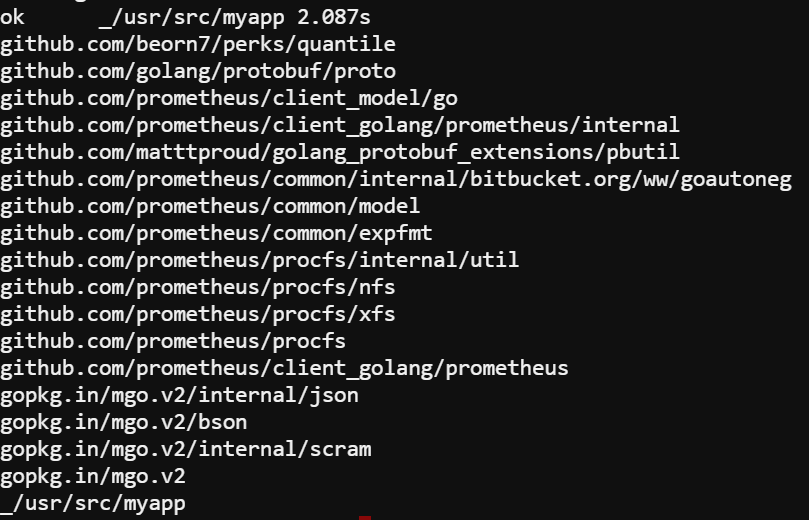 ok      _/usr/src/myapp 2.087s
github.com/beorn7/perks/quantile
github.com/golang/protobuf/proto
github.com/prometheus/client_model/go
github.com/prometheus/client_golang/prometheus/internal
github.com/matttproud/golang_protobuf_extensions/pbutil
github.com/prometheus/common/internal/bitbucket.org/ww/goautoneg
github.com/prometheus/common/model
github.com/prometheus/common/expfmt
github.com/prometheus/procfs/internal/util
github.com/prometheus/procfs/nfs
github.com/prometheus/procfs/xfs
github.com/prometheus/procfs
github.com/prometheus/client_golang/prometheus
gopkg.in/mgo.v2/internal/json
gopkg.in/mgo.v2/bson
gopkg.in/mgo.v2/internal/scram
gopkg.in/mgo.v2
_/usr/src/myapp